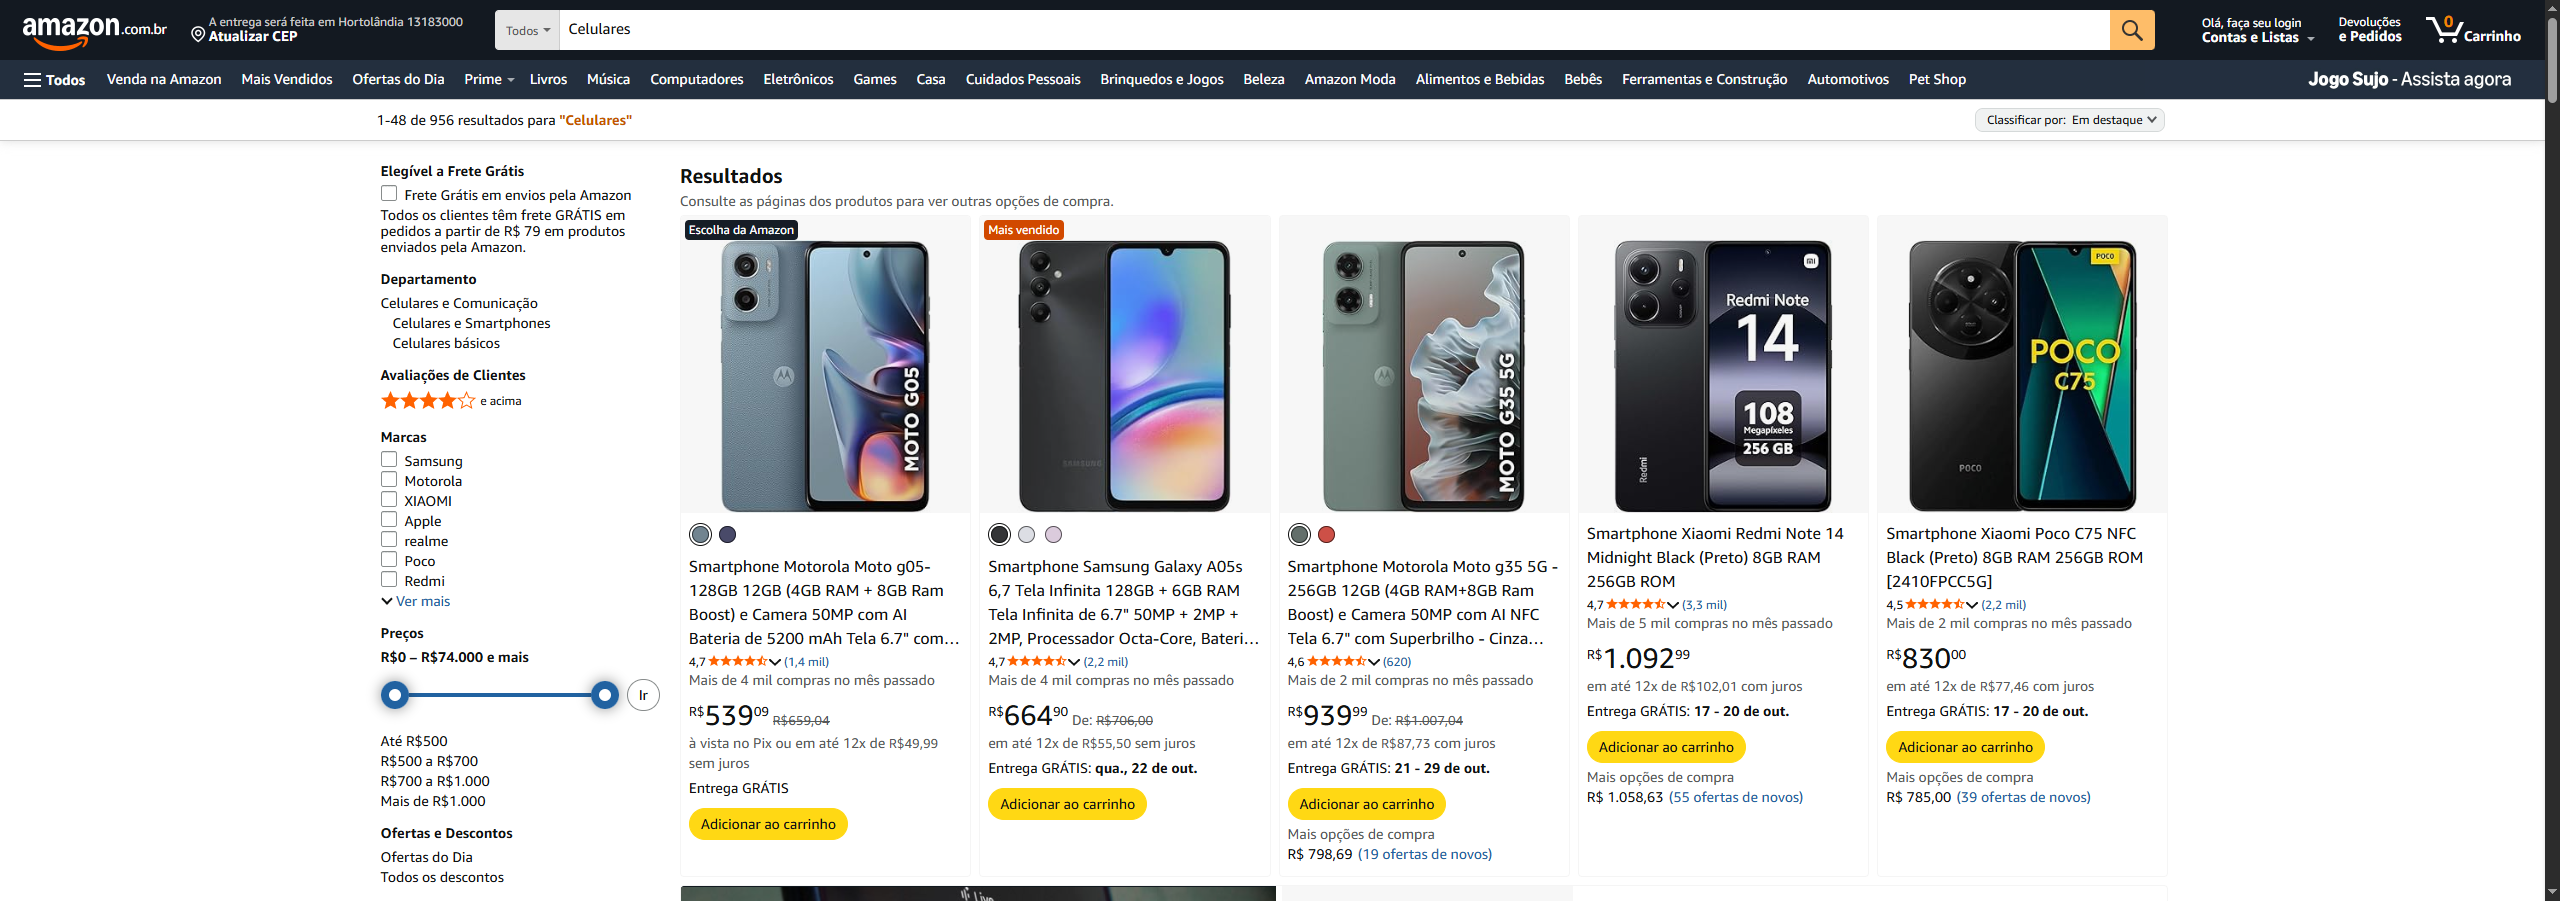 amazon.com.br
A entrega será feita em Hortolândia 13183000
Atualizar CEP
Todos
Celulares
Olá, faça seu login
Contas e Listas
Devoluções
e Pedidos
0
Carrinho
Todos
Venda na Amazon
Mais Vendidos
Ofertas do Dia
Prime
Livros
Música
Computadores
Eletrônicos
Games
Casa
Cuidados Pessoais
Brinquedos e Jogos
Beleza
Amazon Moda
Alimentos e Bebidas
Bebês
Ferramentas e Construção
Automotivos
Pet Shop
Jogo Sujo - Assista agora
1-48 de 956 resultados para "Celulares"
Classificar por: Em destaque
Elegível a Frete Grátis
Frete Grátis em envios pela Amazon
Todos os clientes têm frete GRÁTIS em
pedidos a partir de R$ 79 em produtos
enviados pela Amazon.
Departamento
Celulares e Comunicação
Celulares e Smartphones
Celulares básicos
Avaliações de Clientes
e acima
Marcas
Samsung
Motorola
XIAOMI
Apple
realme
Poco
Redmi
Ver mais
Preços
R$0 – R$74.000 e mais
Ir
Até R$500
R$500 a R$700
R$700 a R$1.000
Mais de R$1.000
Ofertas e Descontos
Ofertas do Dia
Todos os descontos
Resultados
Consulte as páginas dos produtos para ver outras opções de compra.
Escolha da Amazon
MOTO G05
Smartphone Motorola Moto g05-
128GB 12GB (4GB RAM + 8GB Ram
Boost) e Camera 50MP com AI
Bateria de 5200 mAh Tela 6.7" com…
4,7 (1,4 mil)
Mais de 4 mil compras no mês passado
R$539,09 R$659,04
à vista no Pix ou em até 12x de R$49,99
sem juros
Entrega GRÁTIS
Adicionar ao carrinho
Mais vendido
SAMSUNG
Smartphone Samsung Galaxy A05s
6,7 Tela Infinita 128GB + 6GB RAM
Tela Infinita de 6.7" 50MP + 2MP +
2MP, Processador Octa-Core, Bateri…
4,7 (2,2 mil)
Mais de 4 mil compras no mês passado
R$664,90 De: R$706,00
em até 12x de R$55,50 sem juros
Entrega GRÁTIS: qua., 22 de out.
Adicionar ao carrinho
MOTO G35 5G
Smartphone Motorola Moto g35 5G -
256GB 12GB (4GB RAM+8GB Ram
Boost) e Camera 50MP com AI NFC
Tela 6.7" com Superbrilho - Cinza…
4,6 (620)
Mais de 2 mil compras no mês passado
R$939,99 De: R$1.007,04
em até 12x de R$87,73 com juros
Entrega GRÁTIS: 21 - 29 de out.
Adicionar ao carrinho
Mais opções de compra
R$ 798,69 (19 ofertas de novos)
mi
Redmi Note
14
108
Megapíxeles
256 GB
Redmi
Smartphone Xiaomi Redmi Note 14
Midnight Black (Preto) 8GB RAM
256GB ROM
4,7 (3,3 mil)
Mais de 5 mil compras no mês passado
R$1.092,99
em até 12x de R$102,01 com juros
Entrega GRÁTIS: 17 - 20 de out.
Adicionar ao carrinho
Mais opções de compra
R$ 1.058,63 (55 ofertas de novos)
POCO
POCO
C75
POCO
Smartphone Xiaomi Poco C75 NFC
Black (Preto) 8GB RAM 256GB ROM
[2410FPCC5G]
4,5 (2,2 mil)
Mais de 2 mil compras no mês passado
R$830,00
em até 12x de R$77,46 com juros
Entrega GRÁTIS: 17 - 20 de out.
Adicionar ao carrinho
Mais opções de compra
R$ 785,00 (39 ofertas de novos)